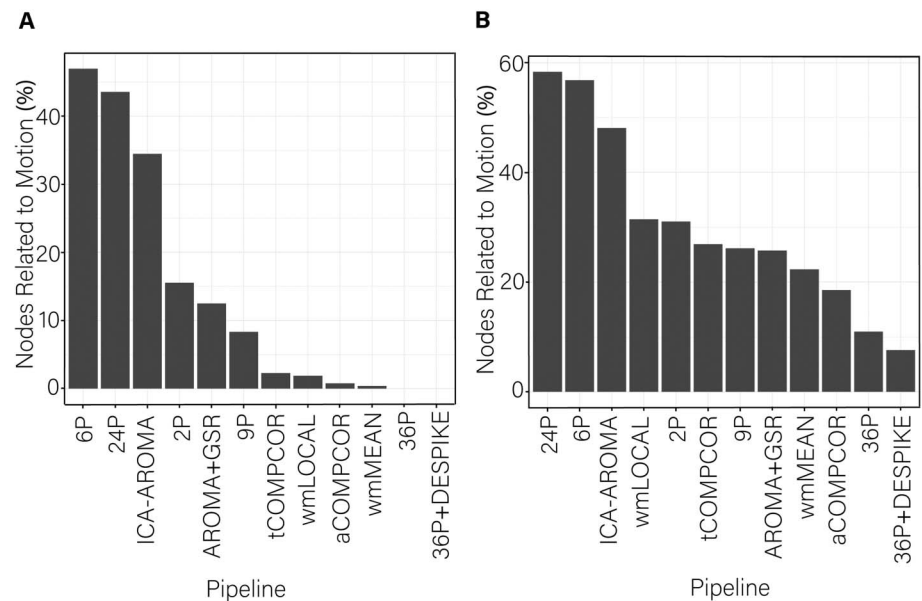 A
Nodes Related to Motion (%)
40
30
20
10
0
6P
24P
ICA-AROMA
2P
AROMA+GSR
9P
tCOMPCOR
wmLOCAL
aCOMPCOR
wmMEAN
36P
36P+DESPIKE
Pipeline
B
Nodes Related to Motion (%)
60
40
20
0
24P
6P
ICA-AROMA
wmLOCAL
2P
tCOMPCOR
9P
AROMA+GSR
wmMEAN
aCOMPCOR
36P
36P+DESPIKE
Pipeline